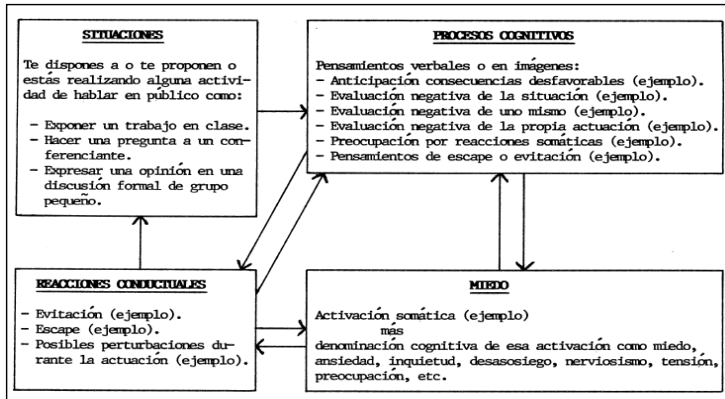 SITUACIONES
Te dispones a o te proponen o
estás realizando alguna activi-
dad de hablar en público como:
- Exponer un trabajo en clase.
- Hacer una pregunta a un con-
ferenciante.
- Expresar una opinión en una
discusión formal de grupo
pequeño.
PROCESOS COGNITIVOS
Pensamientos verbales o en imágenes:
- Anticipación consecuencias desfavorables (ejemplo).
- Evaluación negativa de la situación (ejemplo).
- Evaluación negativa de uno mismo (ejemplo).
- Evaluación negativa de la propia actuación (ejemplo).
- Preocupación por reacciones somáticas (ejemplo).
- Pensamientos de escape o evitación (ejemplo).
REACCIONES CONDUCTUALES
- Evitación (ejemplo).
- Escape (ejemplo).
- Posibles perturbaciones du-
rante la actuación (ejemplo).
MIEDO
Activación somática (ejemplo)
más
denominación cognitiva de esa activación como miedo,
ansiedad, inquietud, desasosiego, nerviosismo, tensión,
preocupación, etc.